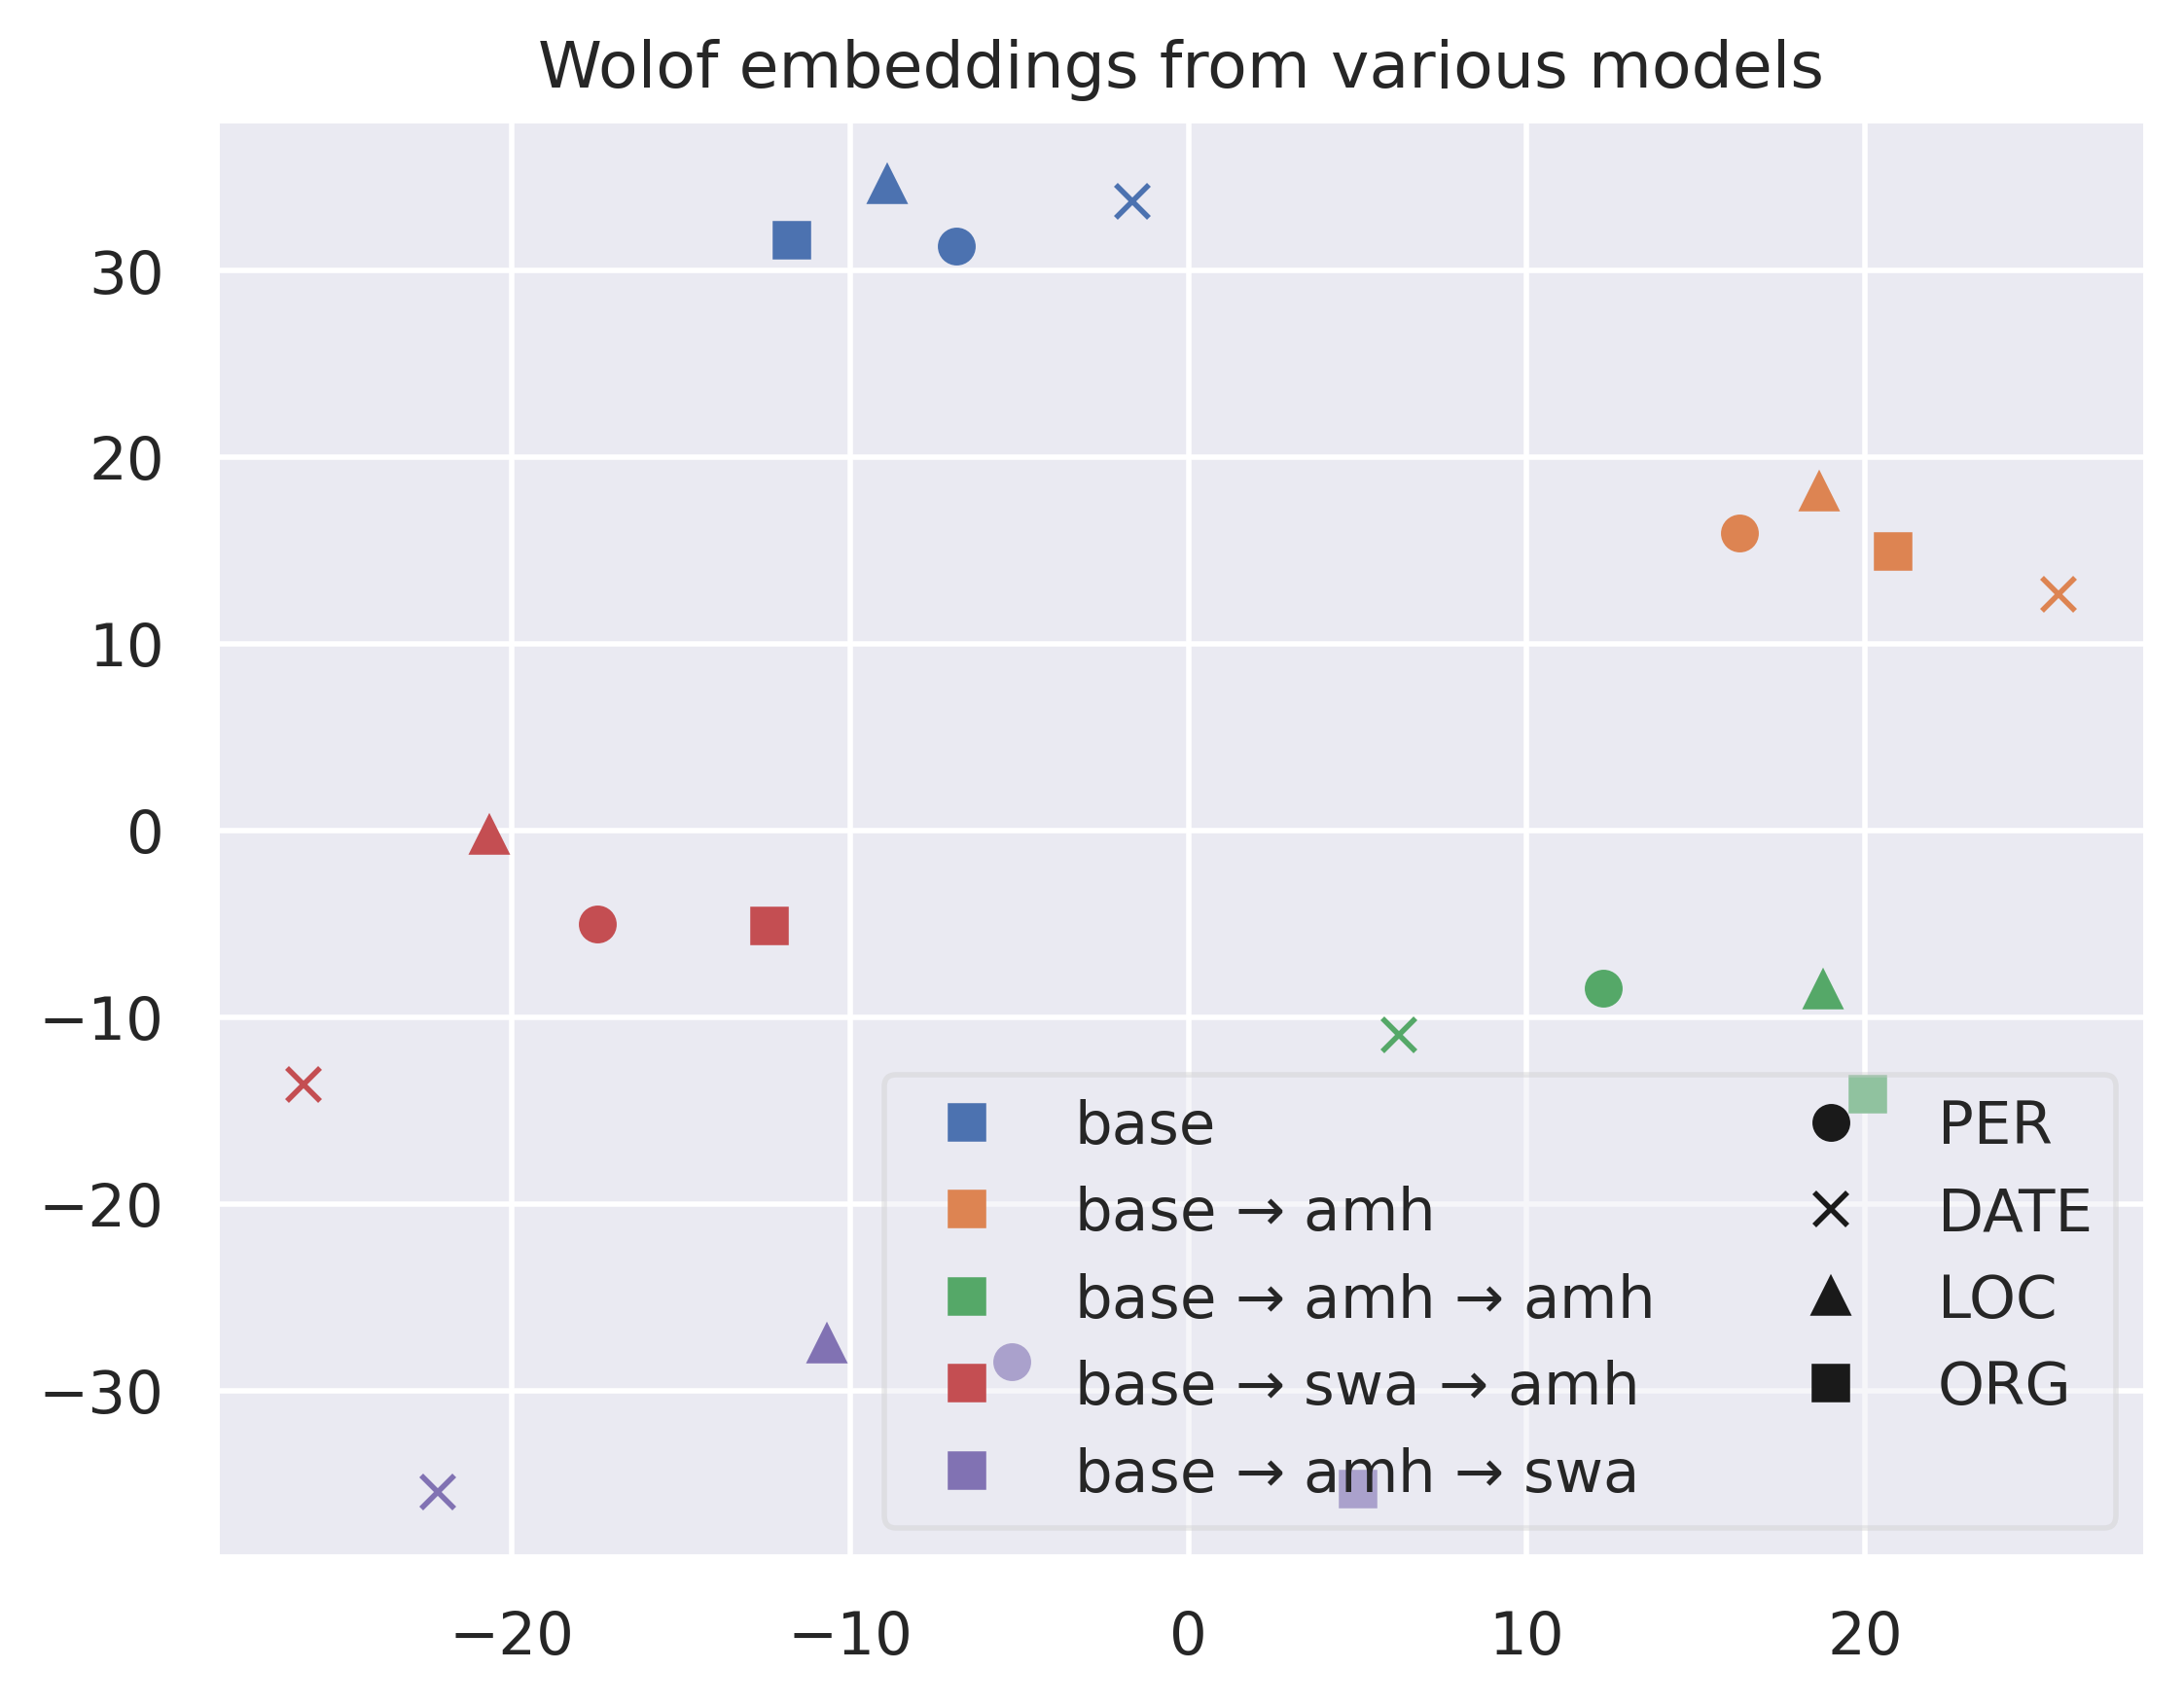 Wolof embeddings from various models
30
20
10
0
−10
−20
−30
base
base → amh
base → amh → amh
base → swa → amh
base → amh → swa
PER
DATE
LOC
ORG
−20 −10 0 10 20